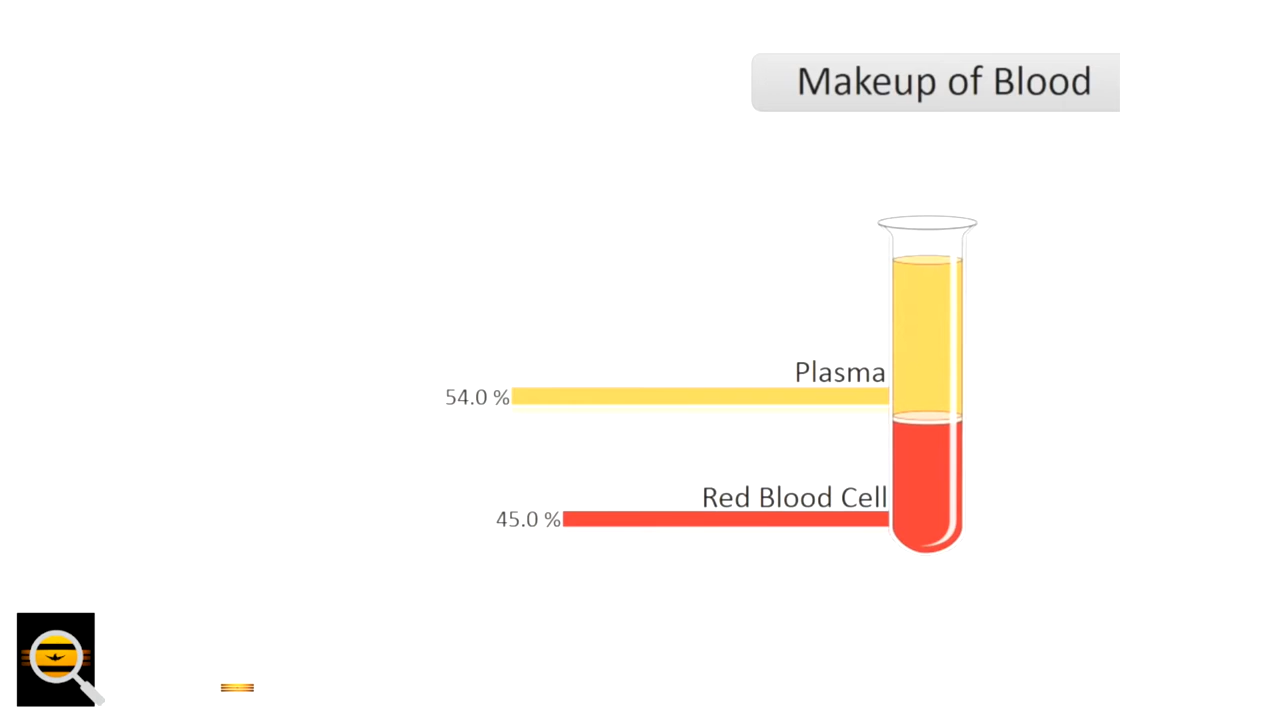 Makeup of Blood
Plasma
54.0 %
Red Blood Cell
45.0 %